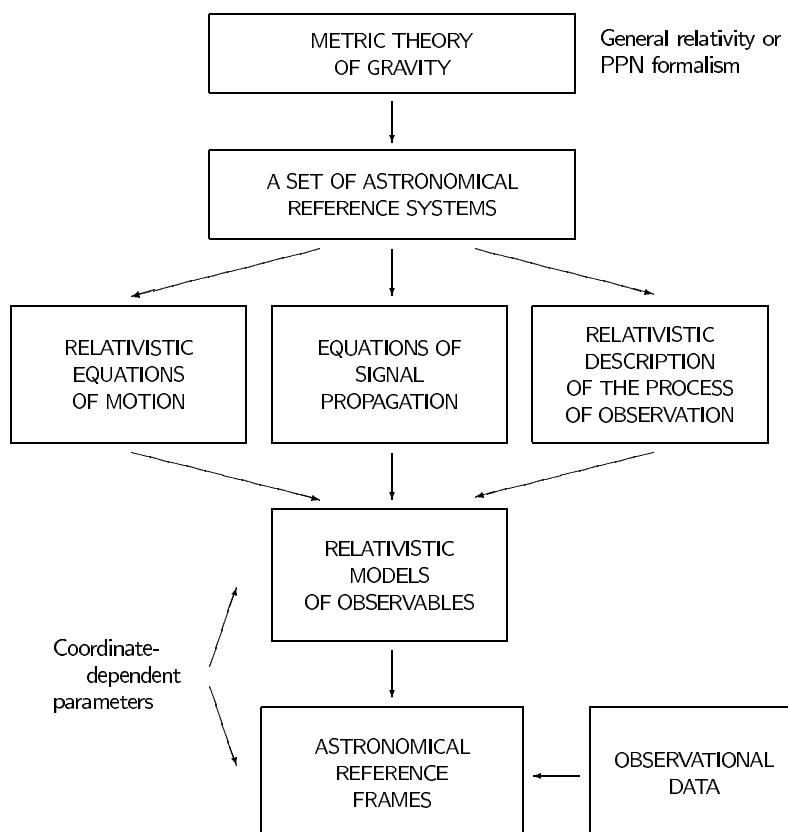 METRIC THEORY
OF GRAVITY
General relativity or
PPN formalism
A SET OF ASTRONOMICAL
REFERENCE SYSTEMS
RELATIVISTIC
EQUATIONS
OF MOTION
EQUATIONS OF
SIGNAL
PROPAGATION
RELATIVISTIC
DESCRIPTION
OF THE PROCESS
OF OBSERVATION
RELATIVISTIC
MODELS
OF OBSERVABLES
Coordinate-
dependent
parameters
ASTRONOMICAL
REFERENCE
FRAMES
OBSERVATIONAL
DATA